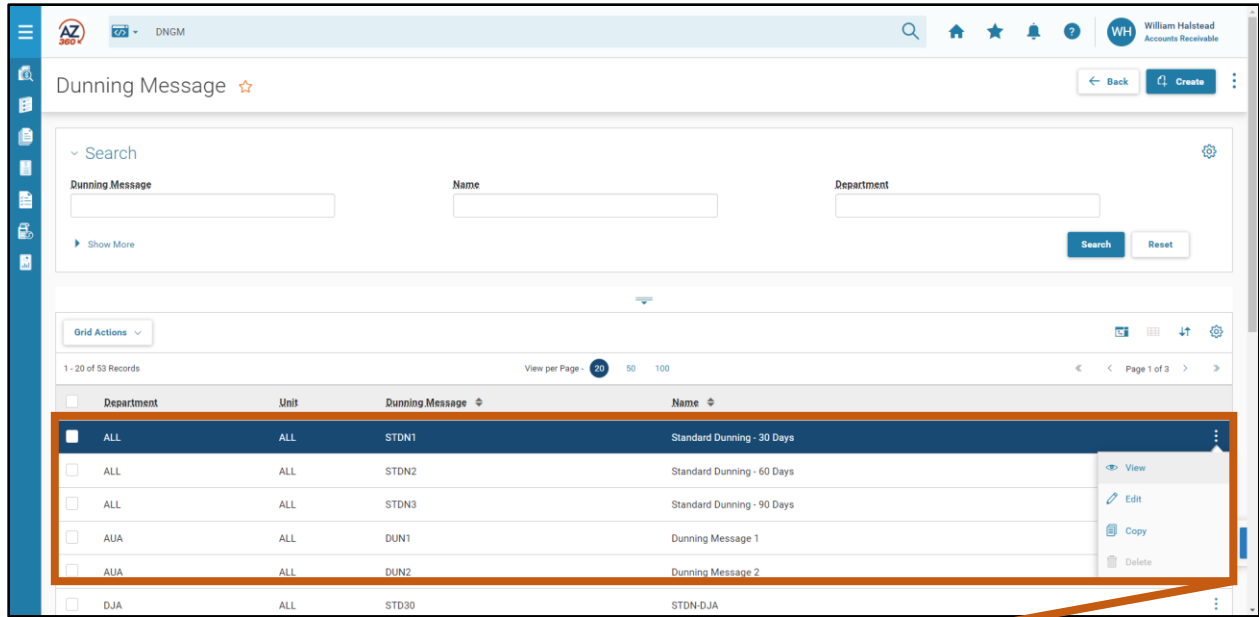 AZ 360 DNGM WH William Halstead
Accounts Receivable
Dunning Message Back Create
Search
Dunning Message Name Department
Show More Search Reset
Grid Actions
1 - 20 of 53 Records View per Page - 20 50 100 Page 1 of 3
Department Unit Dunning Message Name
ALL ALL STDN1 Standard Dunning - 30 Days
ALL ALL STDN2 Standard Dunning - 60 Days View
ALL ALL STDN3 Standard Dunning - 90 Days Edit
AUA ALL DUN1 Dunning Message 1 Copy
AUA ALL DUN2 Dunning Message 2 Delete
DJA ALL STD30 STDN-DJA